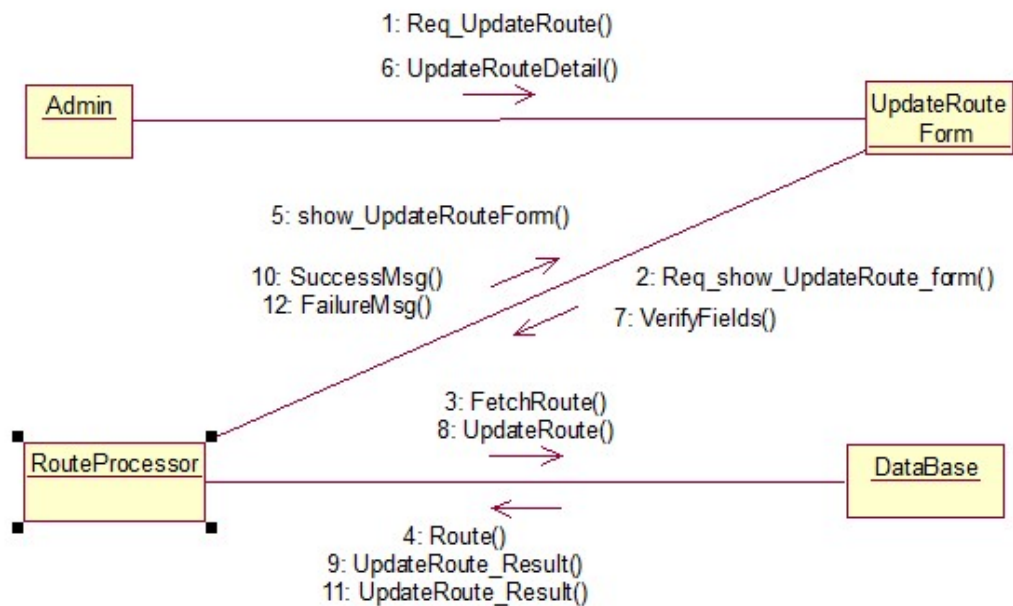 1: Req_UpdateRoute()
6: UpdateRouteDetail()
Admin
UpdateRoute
Form
5: show_UpdateRouteForm()
10: SuccessMsg()
12: FailureMsg()
2: Req_show_UpdateRoute_form()
7: VerifyFields()
3: FetchRoute()
8: UpdateRoute()
RouteProcessor
DataBase
4: Route()
9: UpdateRoute_Result()
11: UpdateRoute_Result()